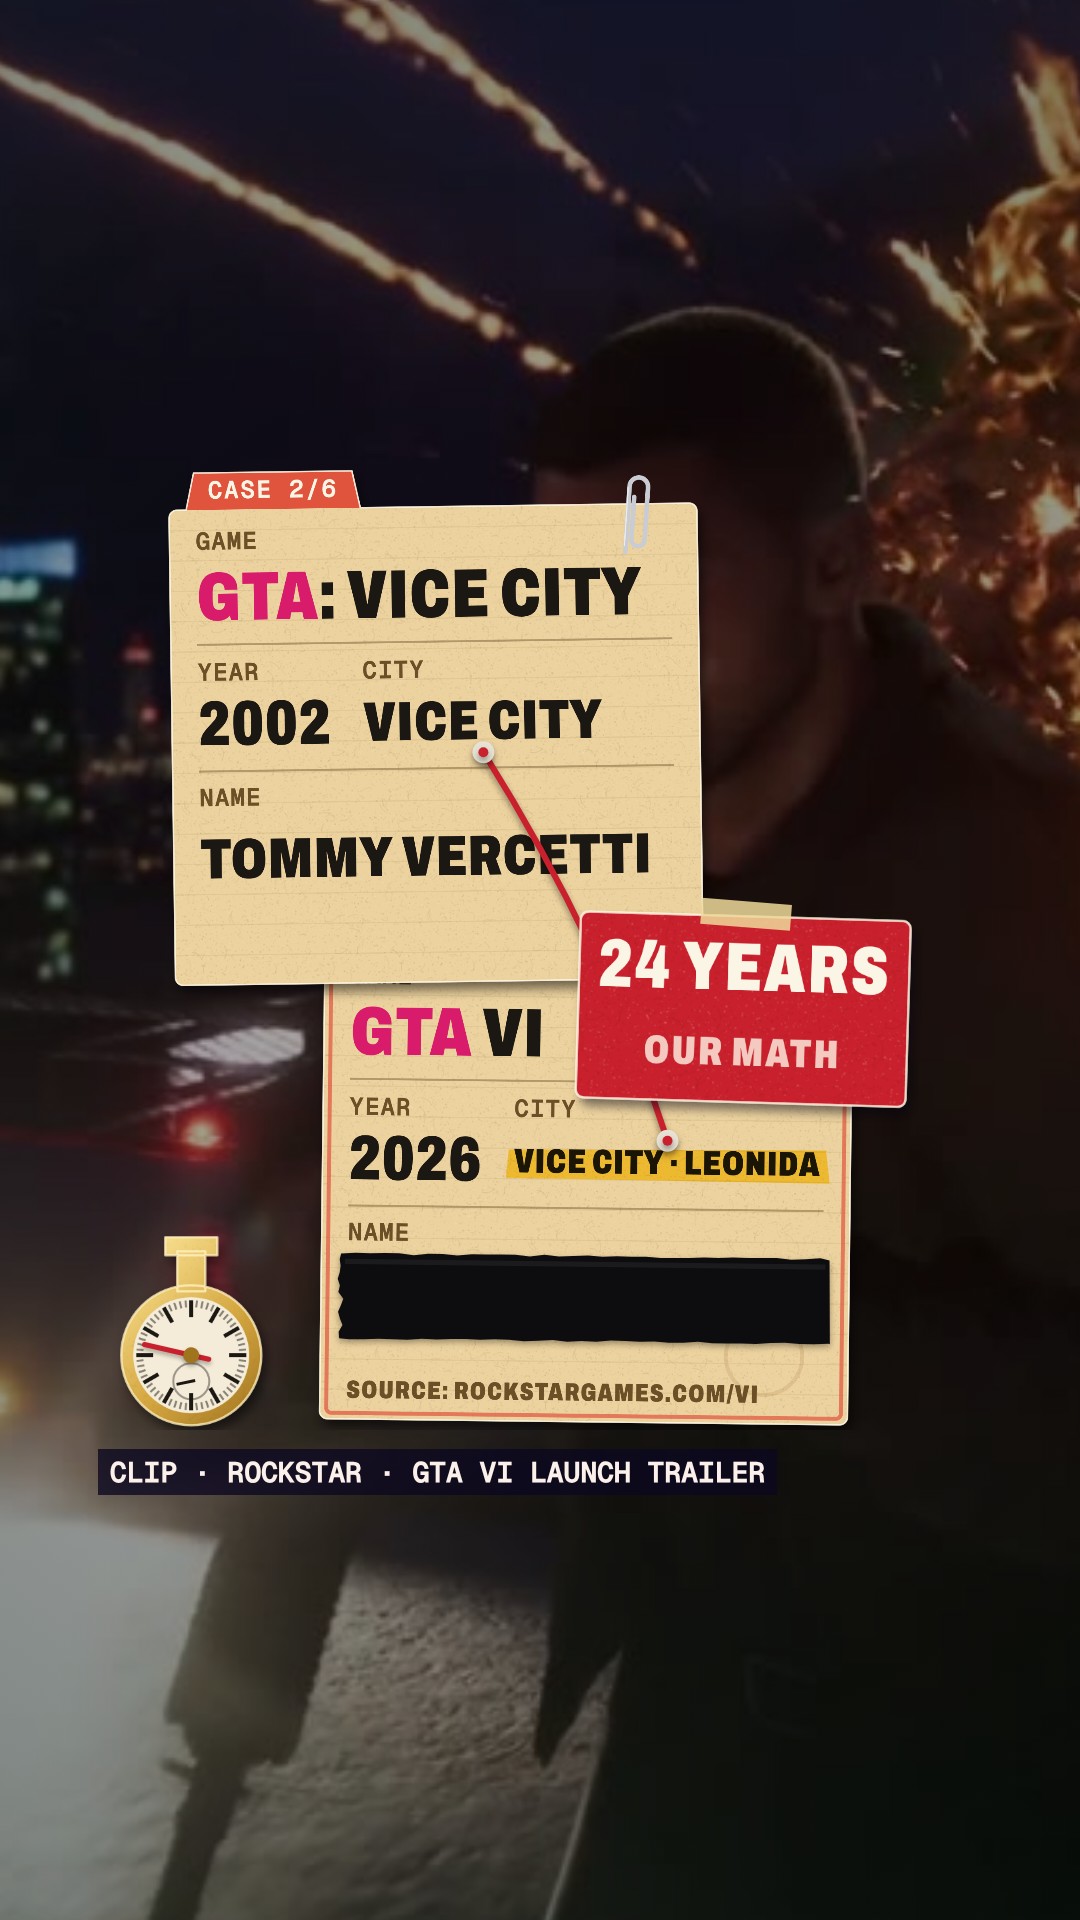 CASE 2/6
GAME
GTA: VICE CITY
YEAR CITY
2002 VICE CITY
NAME
TOMMY VERCETTI
24 YEARS
OUR MATH
GTA VI
YEAR CITY
2026 VICE CITY · LEONIDA
NAME
SOURCE: ROCKSTARGAMES.COM/VI
CLIP · ROCKSTAR · GTA VI LAUNCH TRAILER